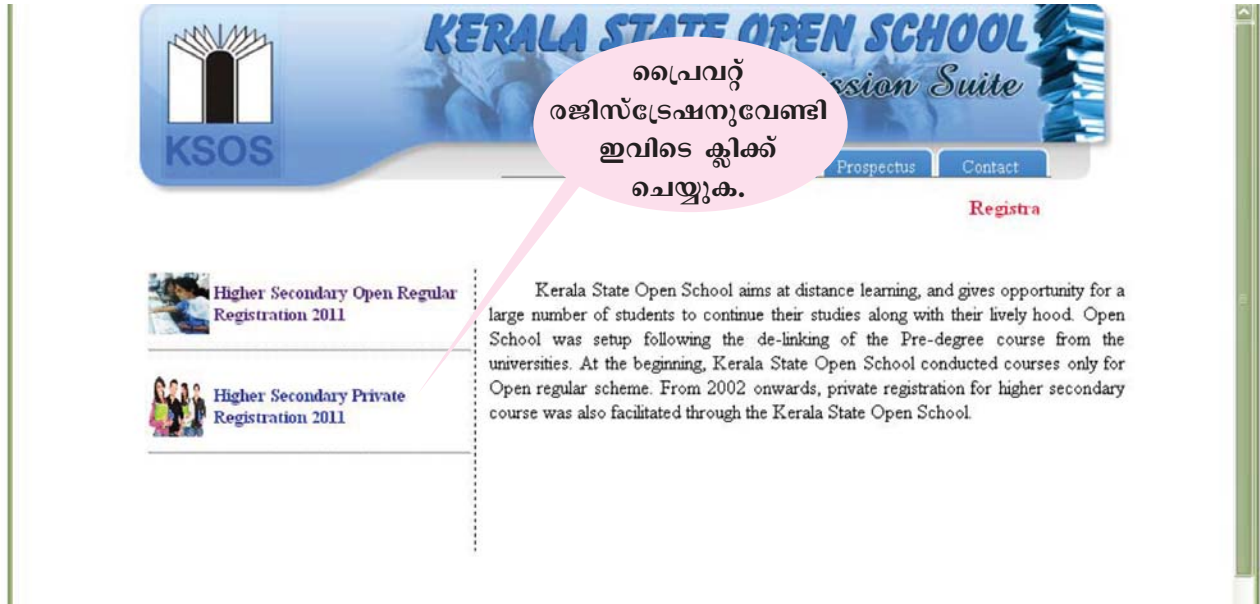 KERALA STATE OPEN SCHOOL
Suite
KSOS
പ്രൈവറ്റ്
രജിസ്ട്രേഷനുവേണ്ടി
ഇവിടെ ക്ലിക്ക്
ചെയ്യുക.
Prospectus
Contact
Registra
Higher Secondary Open Regular
Registration 2011
Higher Secondary Private
Registration 2011
Kerala State Open School aims at distance learning, and gives opportunity for a
large number of students to continue their studies along with their lively hood. Open
School was setup following the de-linking of the Pre-degree course from the
universities. At the beginning, Kerala State Open School conducted courses only for
Open regular scheme. From 2002 onwards, private registration for higher secondary
course was also facilitated through the Kerala State Open School.